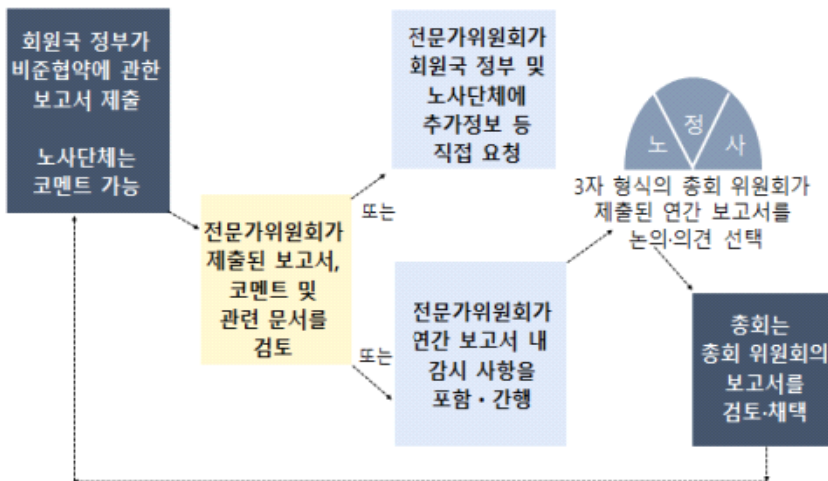 회원국 정부가
비준협약에 관한
보고서 제출
노사단체는
코멘트 가능
전문가위원회가
제출된 보고서,
코멘트 및
관련 문서를
검토
또는
또는
전문가위원회가
회원국 정부 및
노사단체에
추가정보 등
직접 요청
전문가위원회가
연간 보고서 내
감시 사항을
포함・간행
노 정 사
3자 형식의 총회 위원회가
제출된 연간 보고서를
논의·의견 선택
총회는
총회 위원회의
보고서를
검토·채택